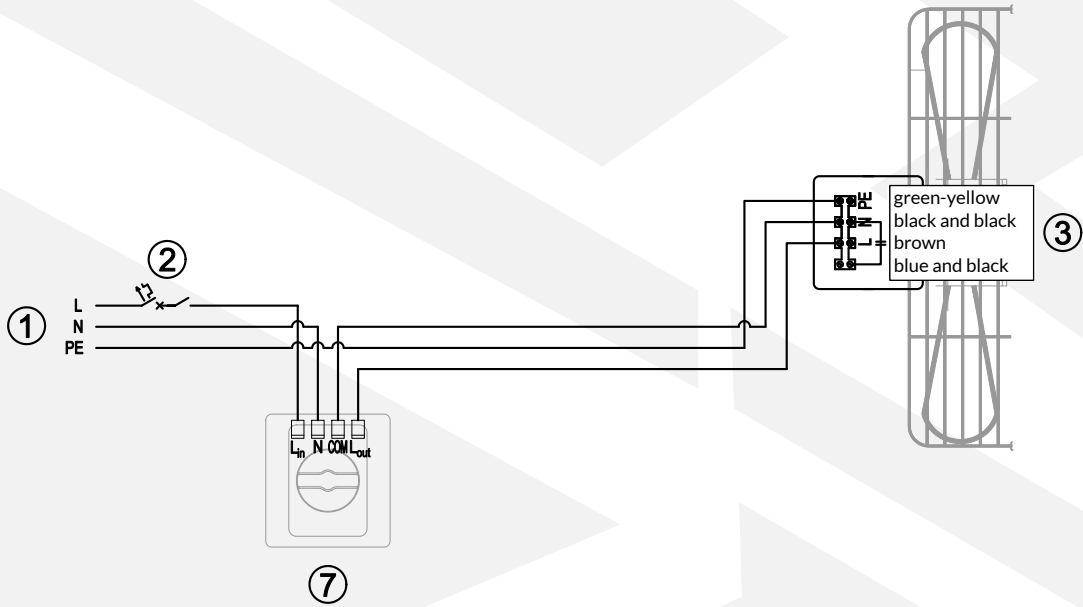 PE
N
L
green-yellow
black and black
brown
blue and black
③
②
①
L
N
PE
Lin N COM Lout
⑦